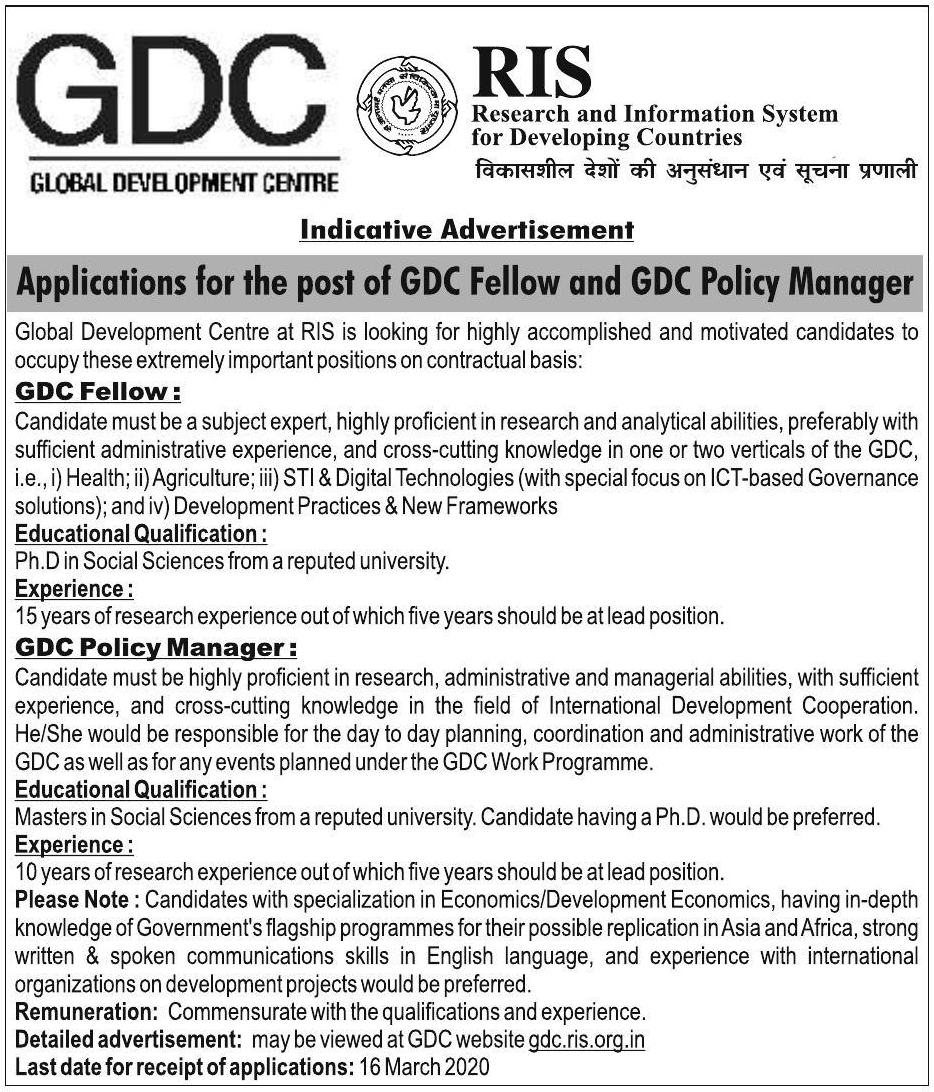 GDC
GLOBAL DEVELOPMENT CENTRE
RIS
Research and Information System
for Developing Countries
विकासशील देशों की अनुसंधान एवं सूचना प्रणाली
Indicative Advertisement
Applications for the post of GDC Fellow and GDC Policy Manager
Global Development Centre at RIS is looking for highly accomplished and motivated candidates to
occupy these extremely important positions on contractual basis:
GDC Fellow :
Candidate must be a subject expert, highly proficient in research and analytical abilities, preferably with
sufficient administrative experience, and cross-cutting knowledge in one or two verticals of the GDC,
i.e., i) Health; ii) Agriculture; iii) STI & Digital Technologies (with special focus on ICT-based Governance
solutions); and iv) Development Practices & New Frameworks
Educational Qualification :
Ph.D in Social Sciences from a reputed university.
Experience :
15 years of research experience out of which five years should be at lead position.
GDC Policy Manager :
Candidate must be highly proficient in research, administrative and managerial abilities, with sufficient
experience, and cross-cutting knowledge in the field of International Development Cooperation.
He/She would be responsible for the day to day planning, coordination and administrative work of the
GDC as well as for any events planned under the GDC Work Programme.
Educational Qualification :
Masters in Social Sciences from a reputed university. Candidate having a Ph.D. would be preferred.
Experience :
10 years of research experience out of which five years should be at lead position.
Please Note : Candidates with specialization in Economics/Development Economics, having in-depth
knowledge of Government's flagship programmes for their possible replication in Asia and Africa, strong
written & spoken communications skills in English language, and experience with international
organizations on development projects would be preferred.
Remuneration: Commensurate with the qualifications and experience.
Detailed advertisement: may be viewed at GDC website gdc.ris.org.in
Last date for receipt of applications: 16 March 2020